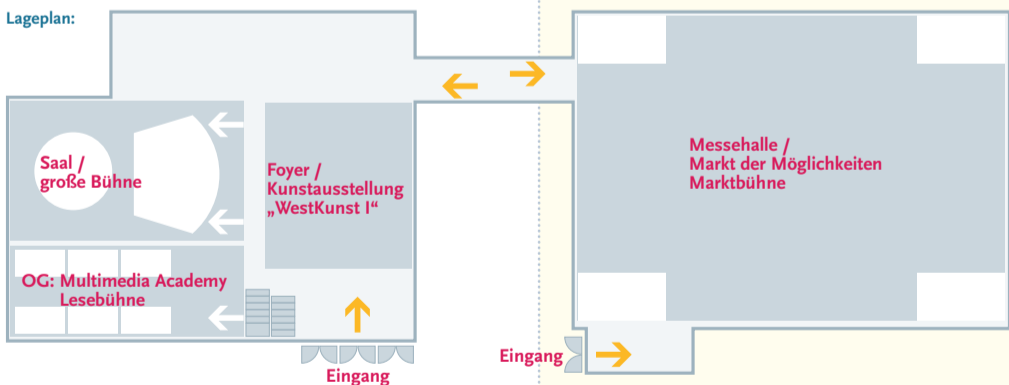 Lageplan:
Saal /
große Bühne
Foyer /
Kunstausstellung
„WestKunst I“
Messehalle /
Markt der Möglichkeiten
Marktbühne
OG: Multimedia Academy
Lesebühne
Eingang
Eingang